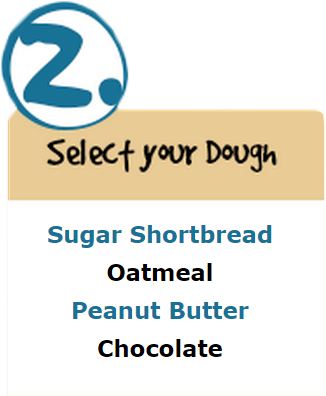 2.
Select your Dough
Sugar Shortbread
Oatmeal
Peanut Butter
Chocolate